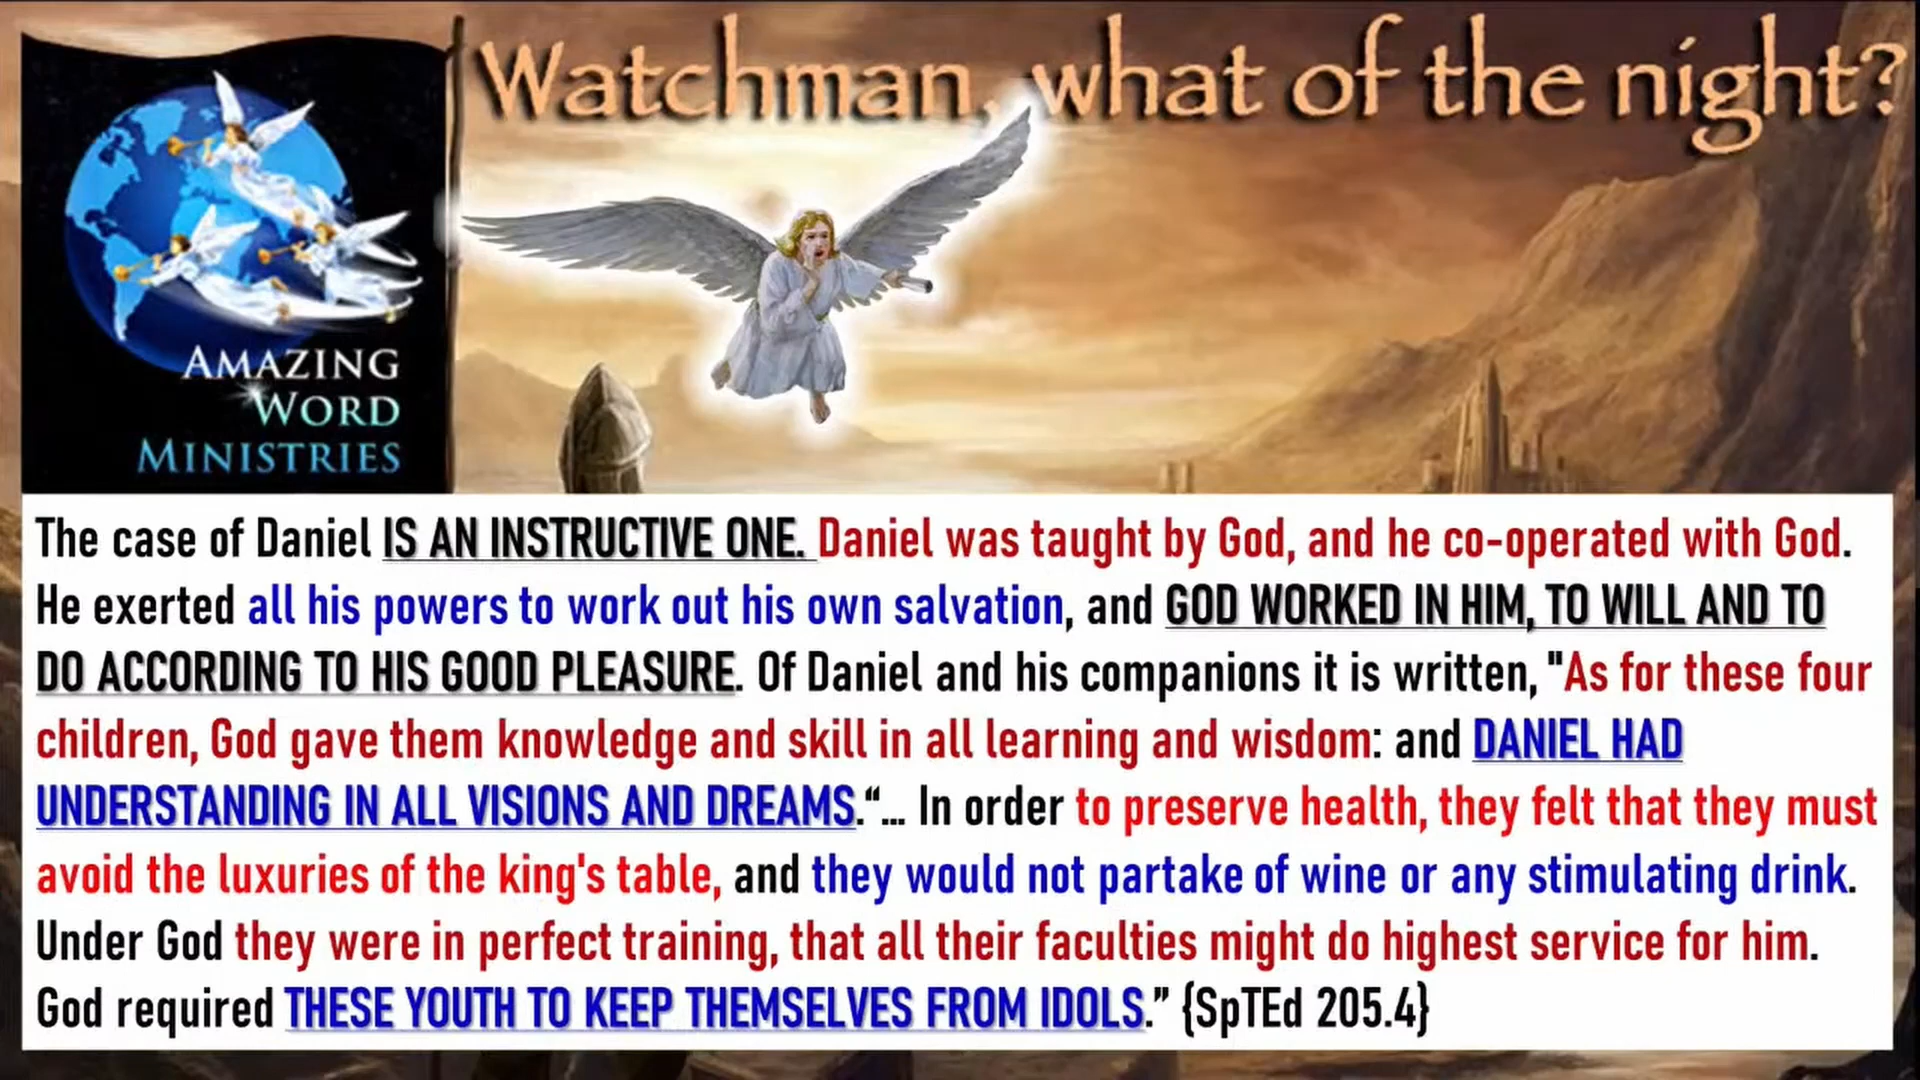 Watchman, what of the night?
AMAZING
WORD
MINISTRIES
The case of Daniel IS AN INSTRUCTIVE ONE. Daniel was taught by God, and he co-operated with God.
He exerted all his powers to work out his own salvation, and GOD WORKED IN HIM, TO WILL AND TO
DO ACCORDING TO HIS GOOD PLEASURE. Of Daniel and his companions it is written, "As for these four
children, God gave them knowledge and skill in all learning and wisdom: and DANIEL HAD
UNDERSTANDING IN ALL VISIONS AND DREAMS.“… In order to preserve health, they felt that they must
avoid the luxuries of the king's table, and they would not partake of wine or any stimulating drink.
Under God they were in perfect training, that all their faculties might do highest service for him.
God required THESE YOUTH TO KEEP THEMSELVES FROM IDOLS.” {SpTEd 205.4}